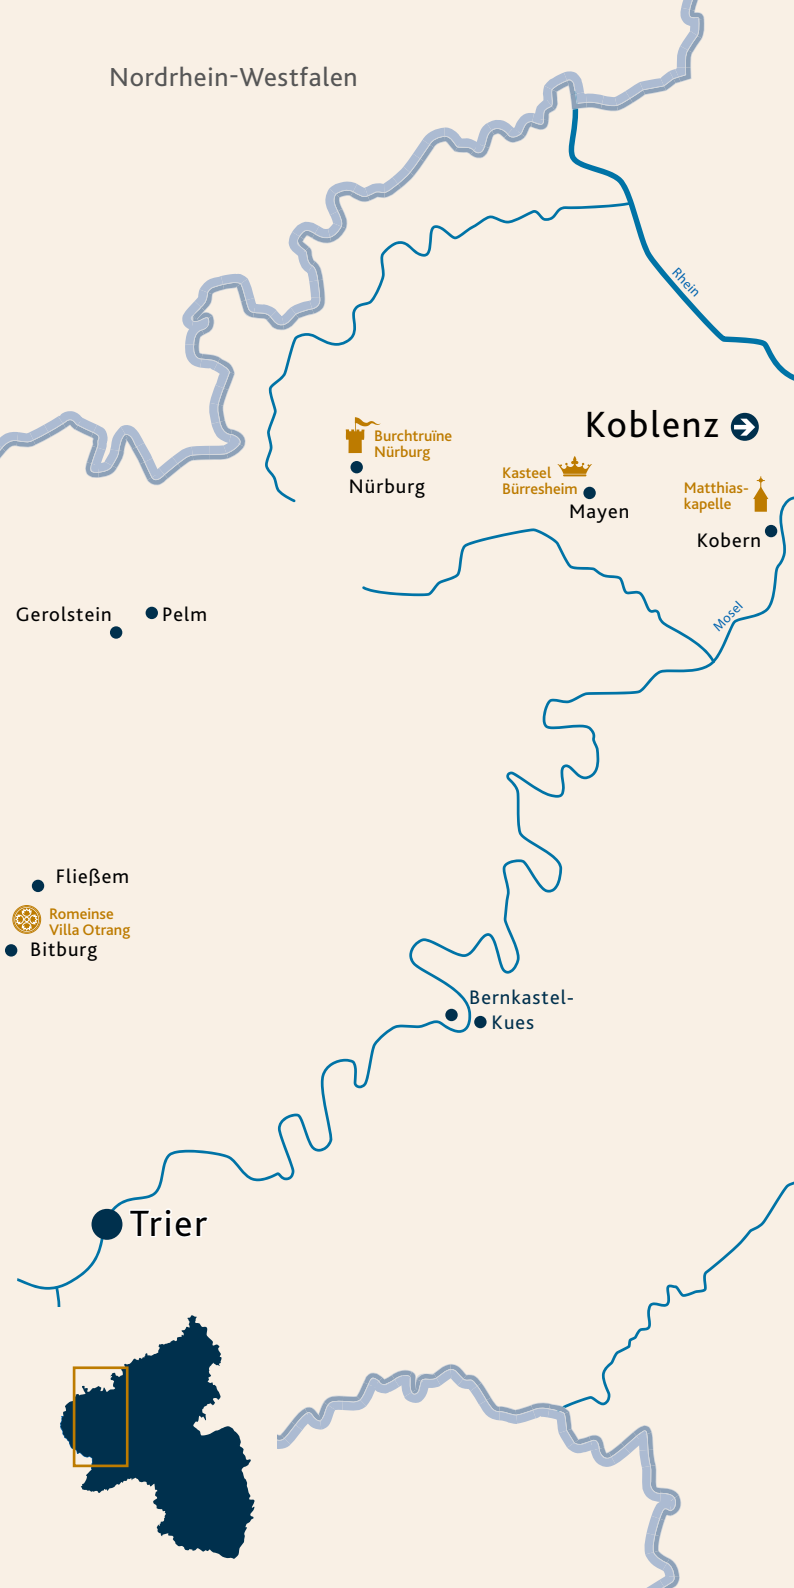 Nordrhein-Westfalen
Rhein
Koblenz
Burchtruïne
Nürburg
Nürburg
Kasteel
Bürresheim
Mayen
Matthias-
kapelle
Kobern
Mosel
Gerolstein
Pelm
Fließem
Romeinse
Villa Otrang
Bitburg
Bernkastel-
Kues
Trier